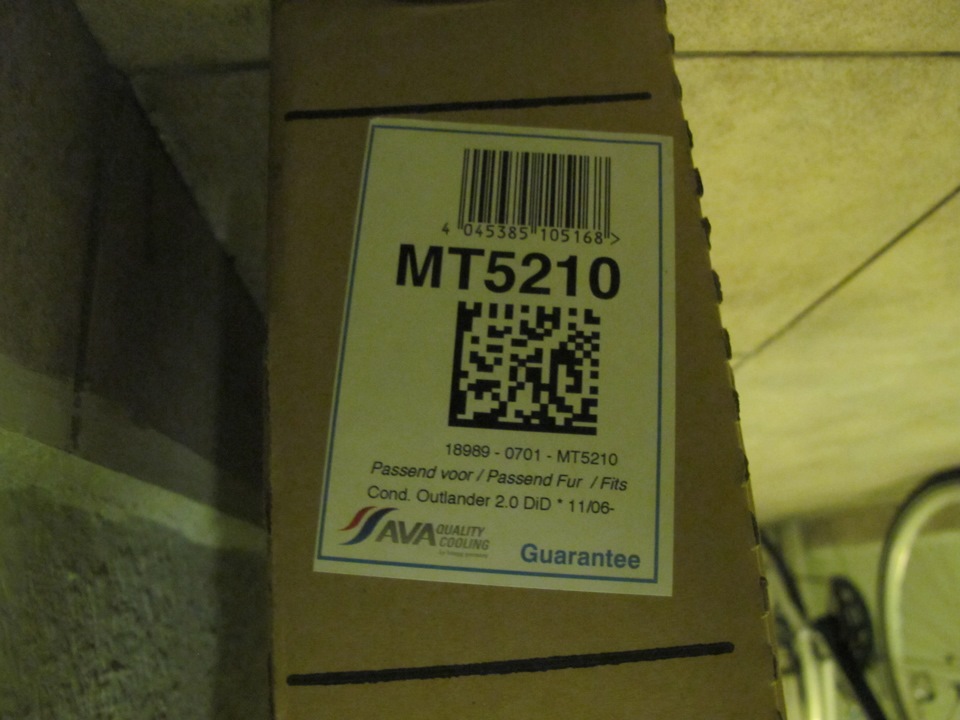 4 045385 105168 >
MT5210
18989 - 0701 - MT5210
Passend voor / Passend Fur / Fits
Cond. Outlander 2.0 DiD * 11/06-
AVA QUALITY COOLING
Guarantee